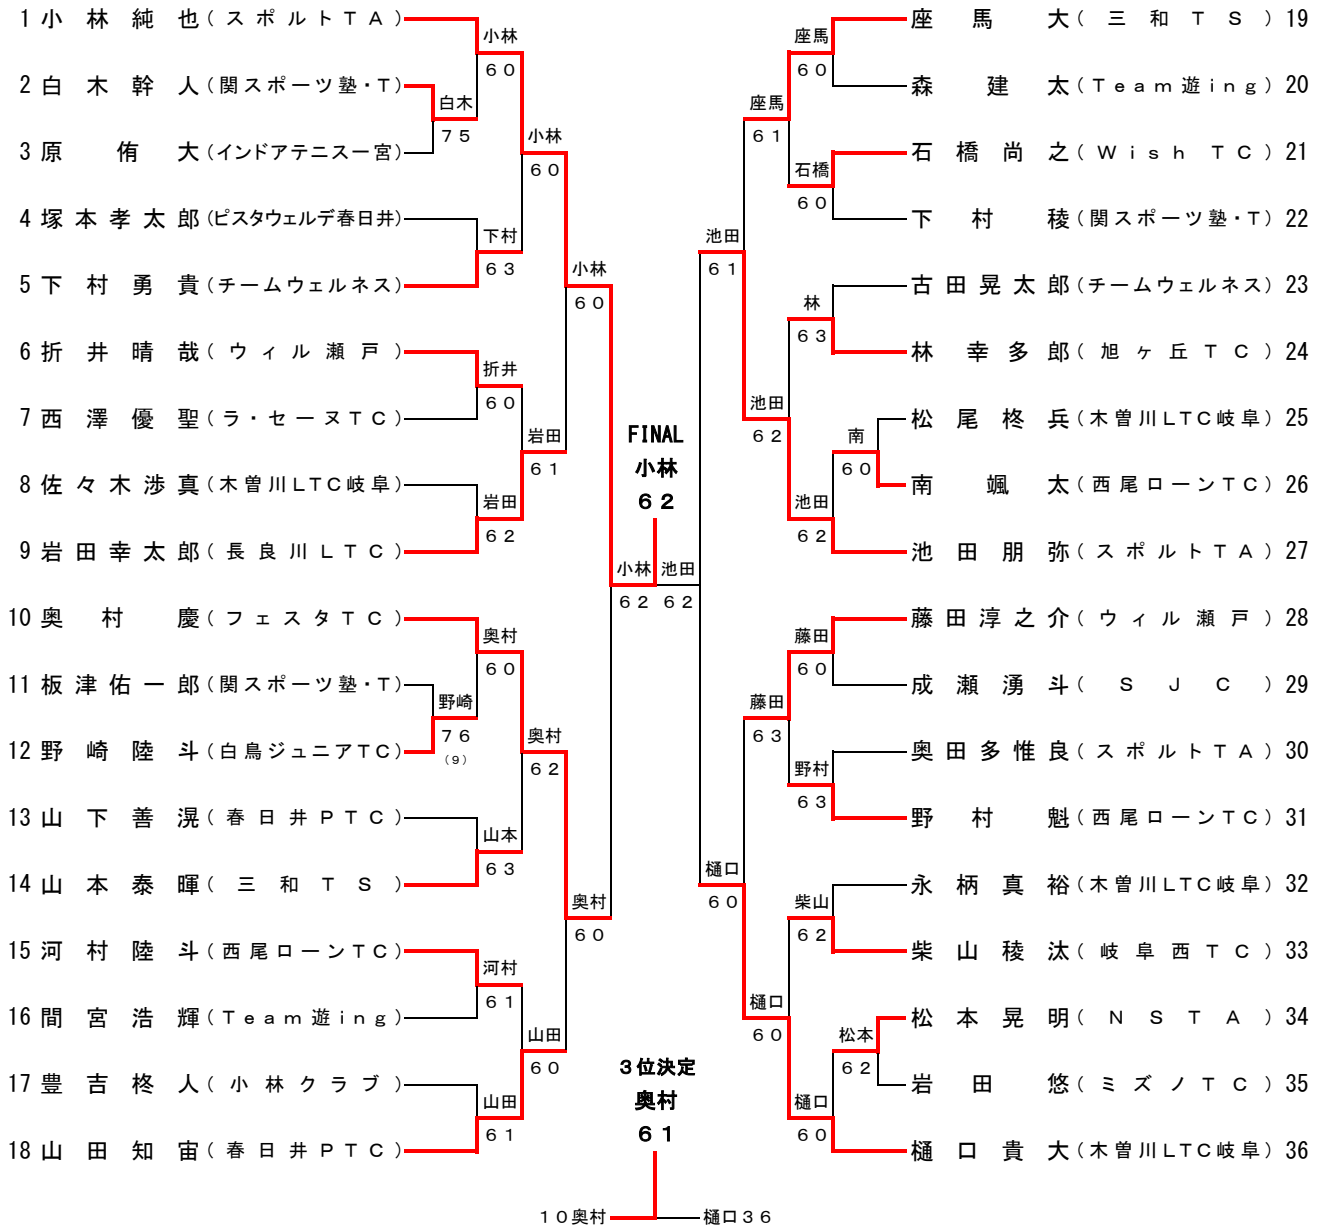 1 小林純也（スポルトTA）
2 白木幹人（関スポーツ塾・T）
3 原侑大（インドアテニス一宮）
4 塚本孝太郎（ピスタウェルデ春日井）
5 下村勇貴（チームウェルネス）
6 折井晴哉（ウィル瀬戸）
7 西澤優聖（ラ・セーヌTC）
8 佐々木渉真（木曽川LTC岐阜）
9 岩田幸太郎（長良川LTC）
10 奥村慶（フェスタTC）
11 板津佑一郎（関スポーツ塾・T）
12 野崎陸斗（白鳥ジュニアTC）
13 山下善滉（春日井PTC）
14 山本泰暉（三和TS）
15 河村陸斗（西尾ローンTC）
16 間宮浩輝（Team遊ing）
17 豊吉柊人（小林クラブ）
18 山田知宙（春日井PTC）
小林
60
白木
75
下村
63
折井
60
岩田
62
奥村
60
野崎
76
（9）
山本
63
河村
61
山田
61
小林
60
岩田
61
奥村
62
山田
60
小林
60
奥村
60
小林
62
FINAL
小林
62
池田
62
3位決定
奥村
61
10奥村
樋口36
池田
61
樋口
60
座馬
61
池田
62
藤田
63
樋口
60
座馬
60
石橋
60
林
63
南
60
池田
62
藤田
60
野村
63
柴山
62
松本
62
樋口
60
座馬大（三和TS）19
森建太（Team遊ing）20
石橋尚之（Wish TC）21
下村稜（関スポーツ塾・T）22
古田晃太郎（チームウェルネス）23
林幸多郎（旭ヶ丘TC）24
松尾柊兵（木曽川LTC岐阜）25
南颯太（西尾ローンTC）26
池田朋弥（スポルトTA）27
藤田淳之介（ウィル瀬戸）28
成瀬湧斗（SJC）29
奥田多惟良（スポルトTA）30
野村魁（西尾ローンTC）31
永柄真裕（木曽川LTC岐阜）32
柴山稜汰（岐阜西TC）33
松本晃明（NSTA）34
岩田悠（ミズノTC）35
樋口貴大（木曽川LTC岐阜）36